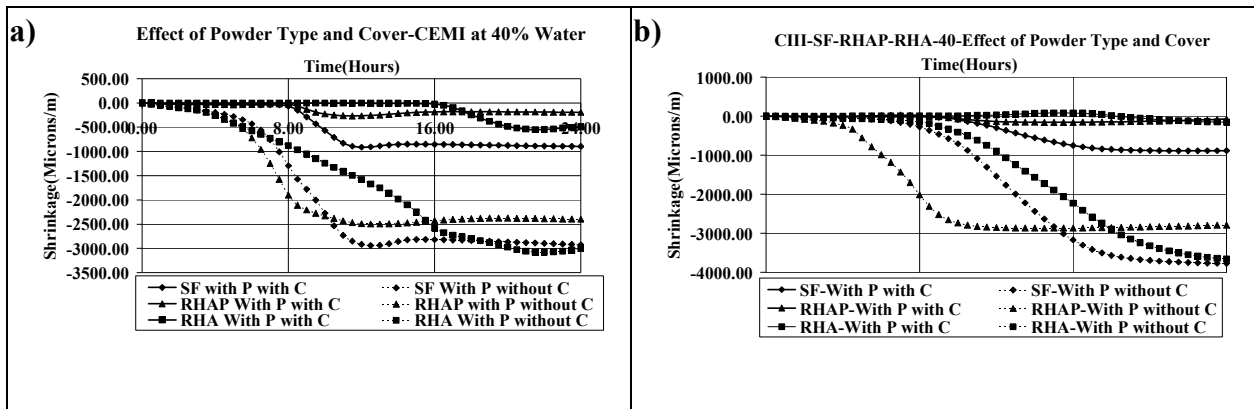 a)
Effect of Powder Type and Cover-CEMI at 40% Water
Time(Hours)
Shrinkage(Microns/m)
500.00
0.00
-500.00
-1000.00
-1500.00
-2000.00
-2500.00
-3000.00
-3500.00
0.00 8.00 16.00 24.00
SF with P with C SF With P without C
RHAP With P with C RHAP with P without C
RHA With P with C RHA With P without C
b)
CIII-SF-RHAP-RHA-40-Effect of Powder Type and Cover
Time(Hours)
Shrinkage(Microns/m)
1000.00
0.00
-1000.00
-2000.00
-3000.00
-4000.00
SF-With P with C SF-With P without C
RHAP-With P with C RHAP-With P without C
RHA-With P with C RHA-With P without C